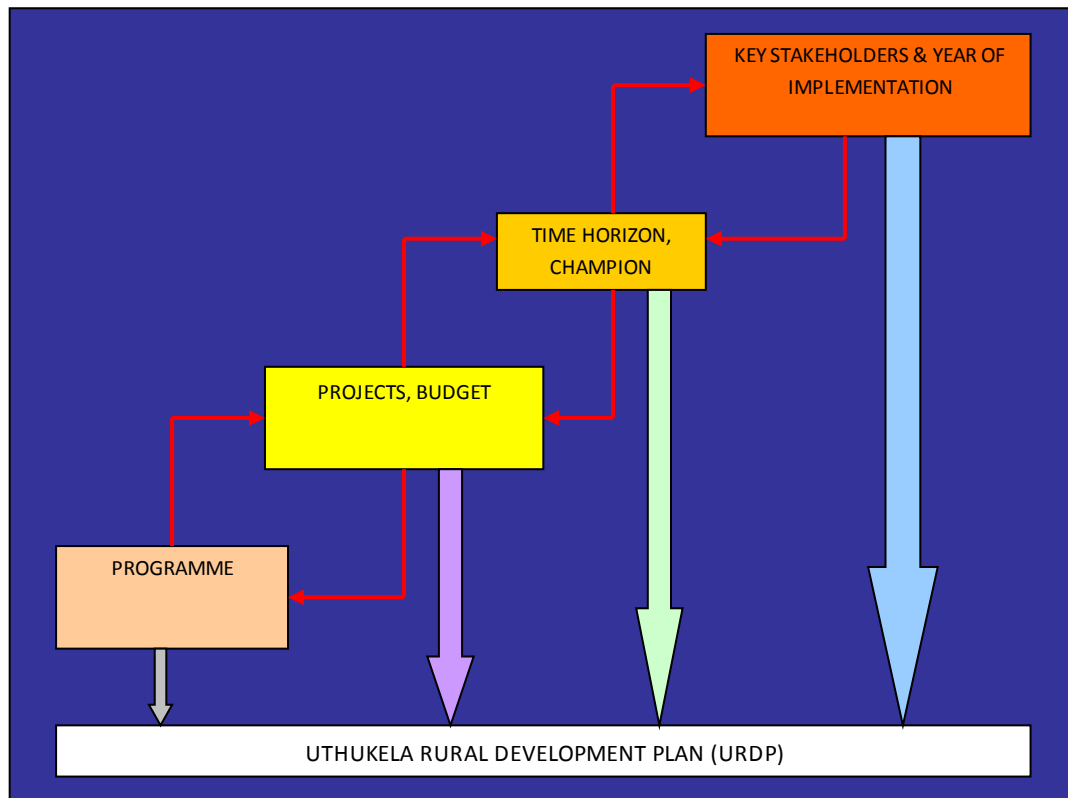 KEY STAKEHOLDERS & YEAR OF
IMPLEMENTATION
TIME HORIZON,
CHAMPION
PROJECTS, BUDGET
PROGRAMME
UTHUKELA RURAL DEVELOPMENT PLAN (URDP)